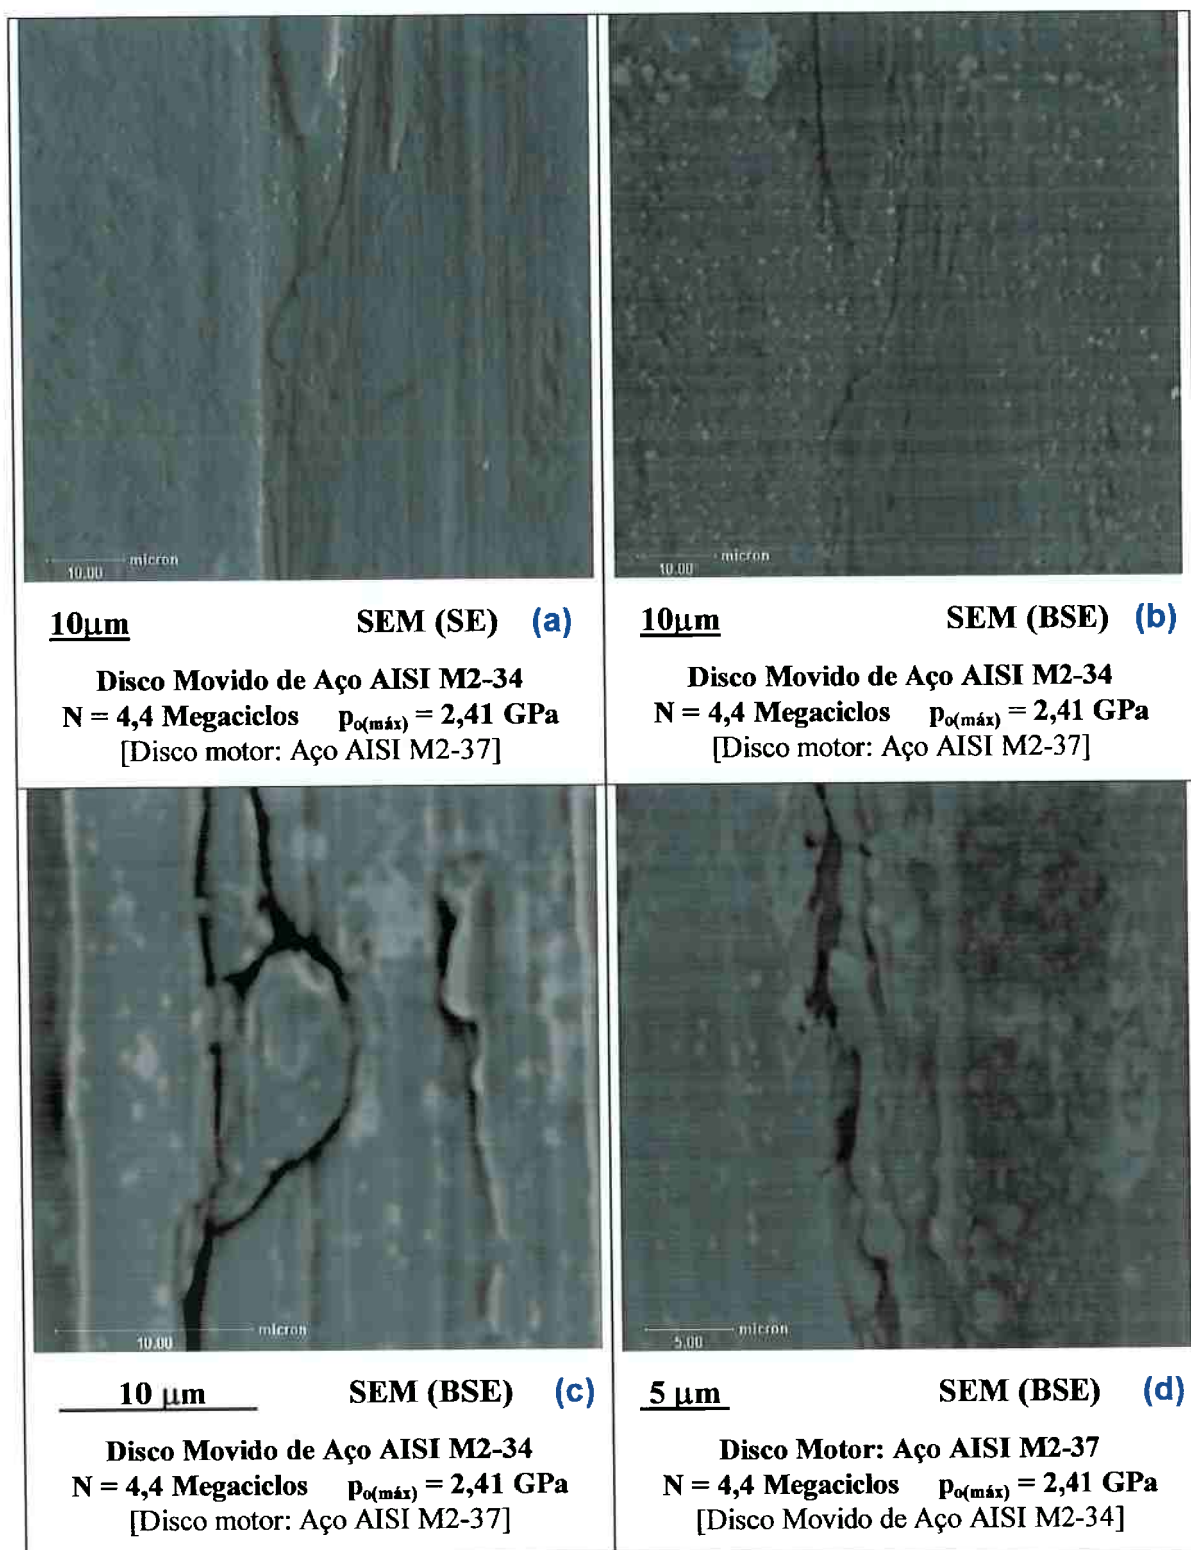 micron
10.00
micron
10.00
10µm SEM (SE) (a)
Disco Movido de Aço AISI M2-34
N = 4,4 Megaciclos p₀(máx) = 2,41 GPa
[Disco motor: Aço AISI M2-37]
10µm SEM (BSE) (b)
Disco Movido de Aço AISI M2-34
N = 4,4 Megaciclos p₀(máx) = 2,41 GPa
[Disco motor: Aço AISI M2-37]
micron
10.00
micron
5.00
10 µm SEM (BSE) (c)
Disco Movido de Aço AISI M2-34
N = 4,4 Megaciclos p₀(máx) = 2,41 GPa
[Disco motor: Aço AISI M2-37]
5 µm SEM (BSE) (d)
Disco Motor: Aço AISI M2-37
N = 4,4 Megaciclos p₀(máx) = 2,41 GPa
[Disco Movido de Aço AISI M2-34]